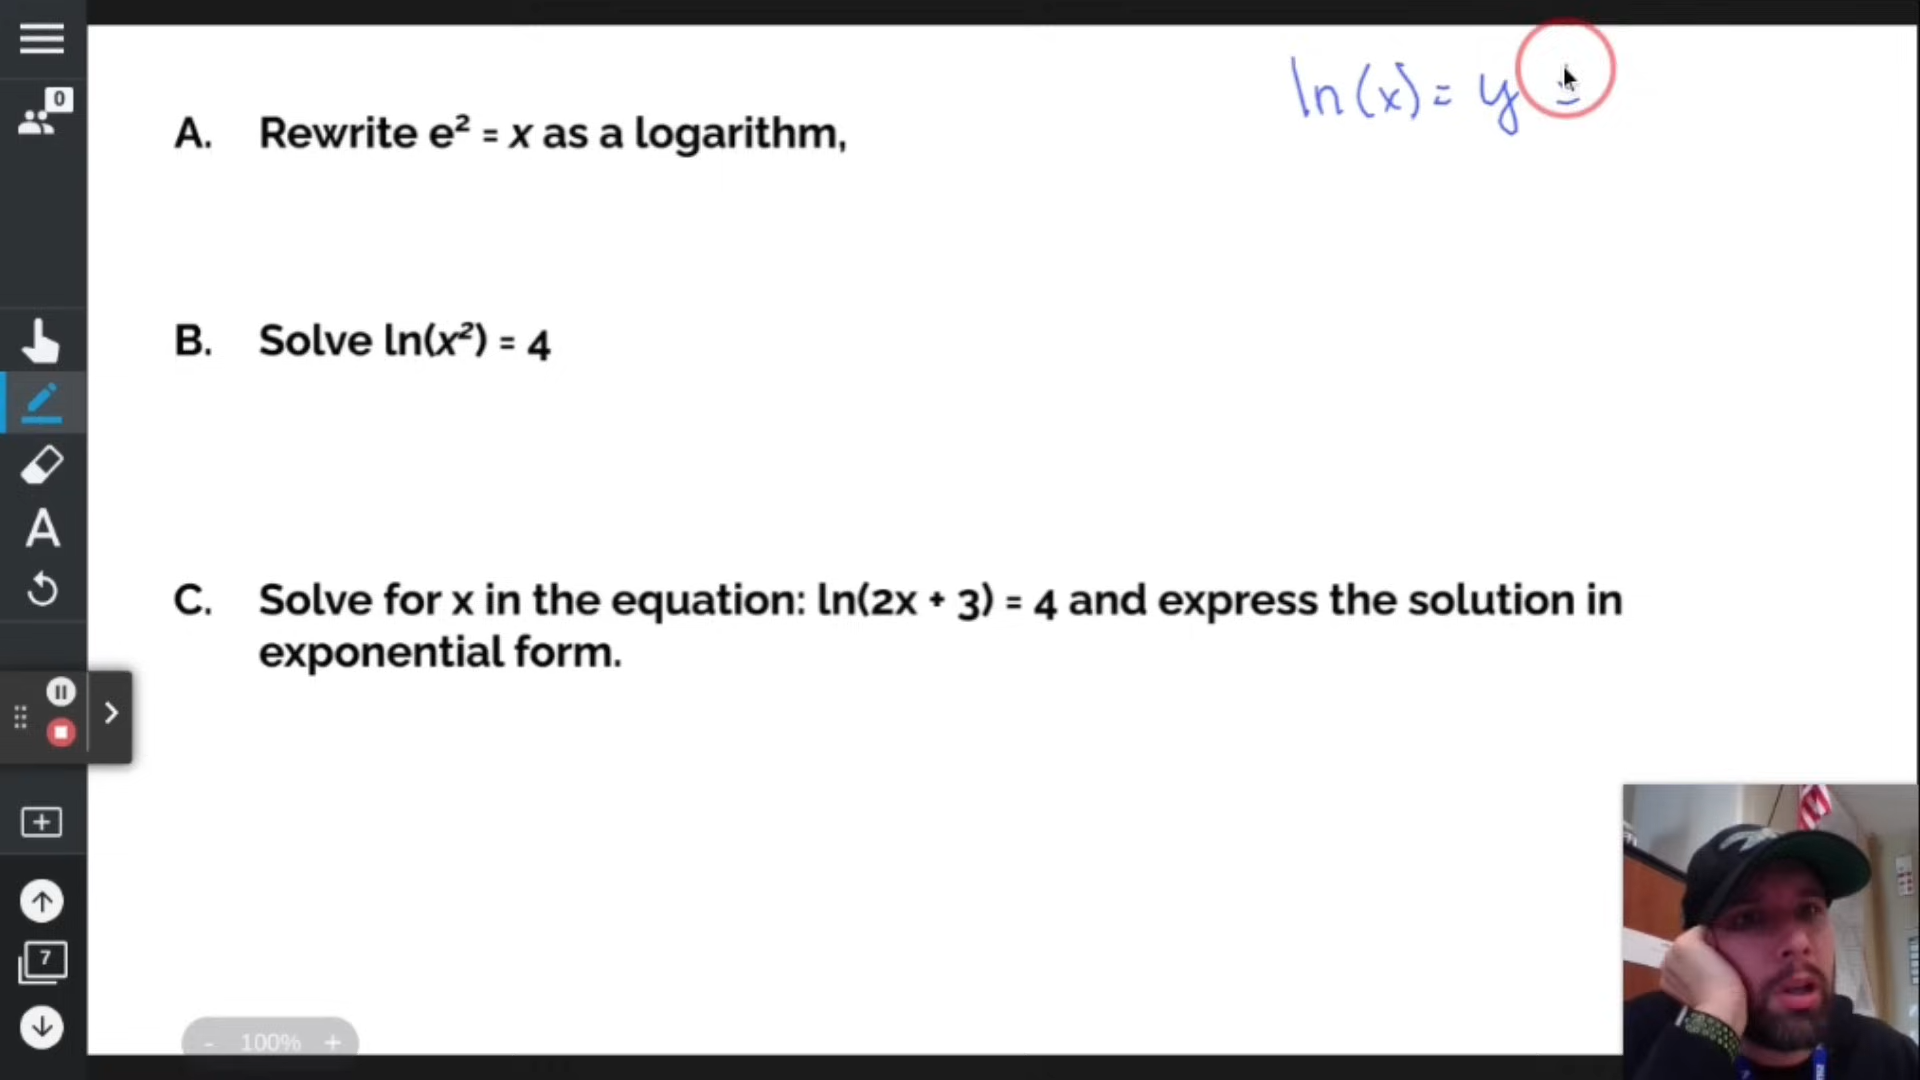 0
ln(x) = y =
A. Rewrite e² = x as a logarithm,
B. Solve ln(x²) = 4
A
C. Solve for x in the equation: ln(2x + 3) = 4 and express the solution in
exponential form.
7
- 100% +